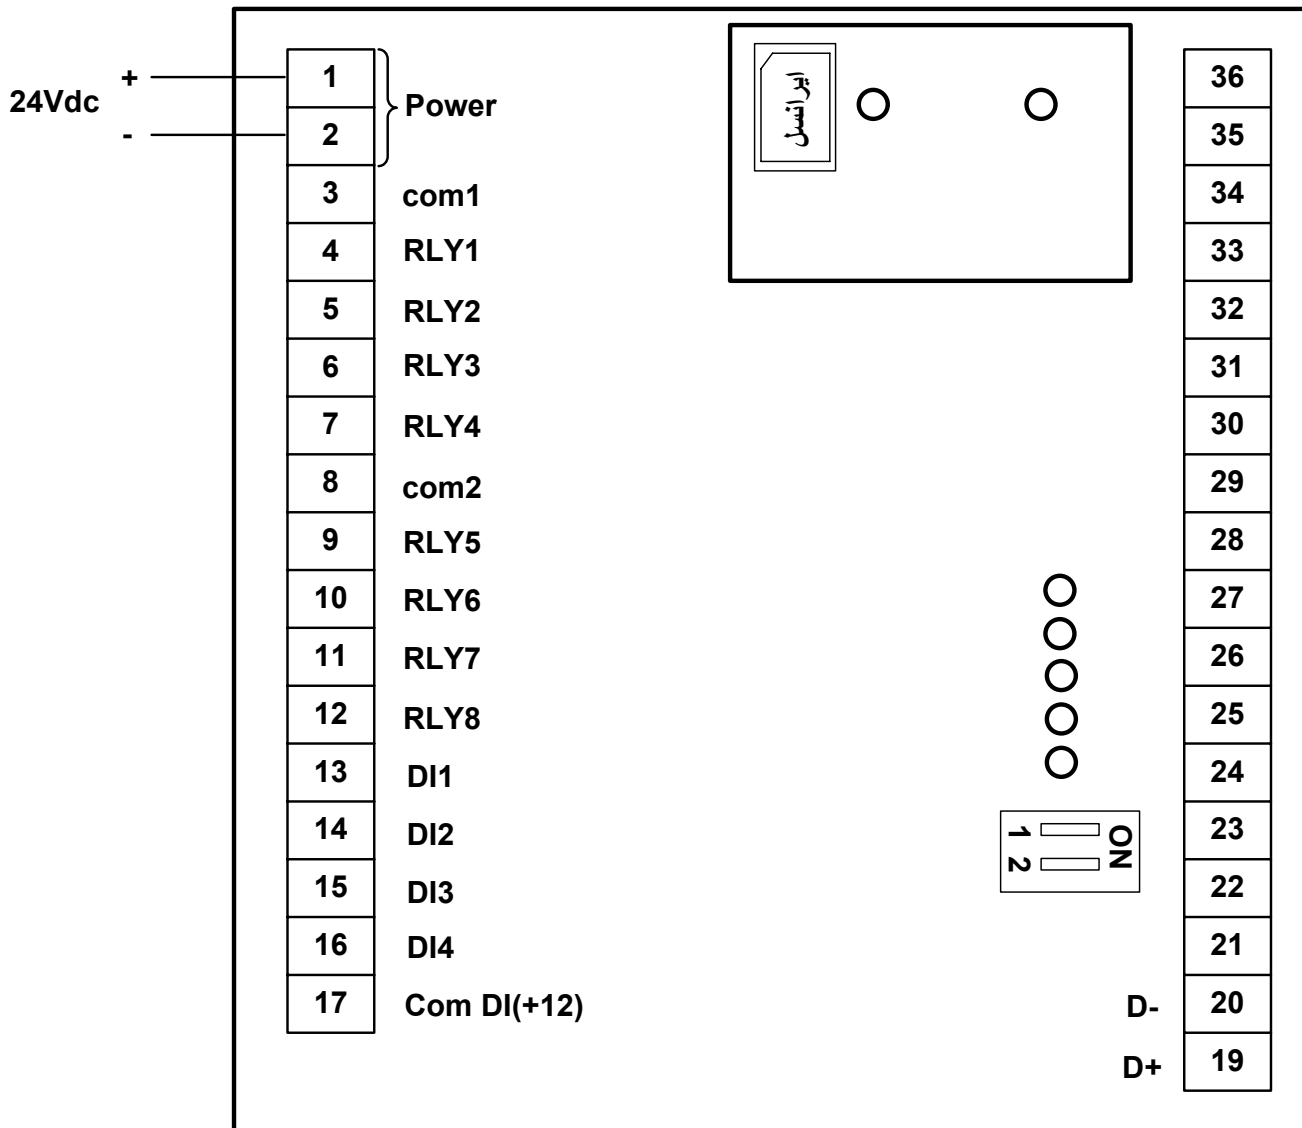 24Vdc
+
-
1
2
Power
3 com1
4 RLY1
5 RLY2
6 RLY3
7 RLY4
8 com2
9 RLY5
10 RLY6
11 RLY7
12 RLY8
13 DI1
14 DI2
15 DI3
16 DI4
17 Com DI(+12)
ایرانسل
ON
1
2
36
35
34
33
32
31
30
29
28
27
26
25
24
23
22
21
D- 20
D+ 19